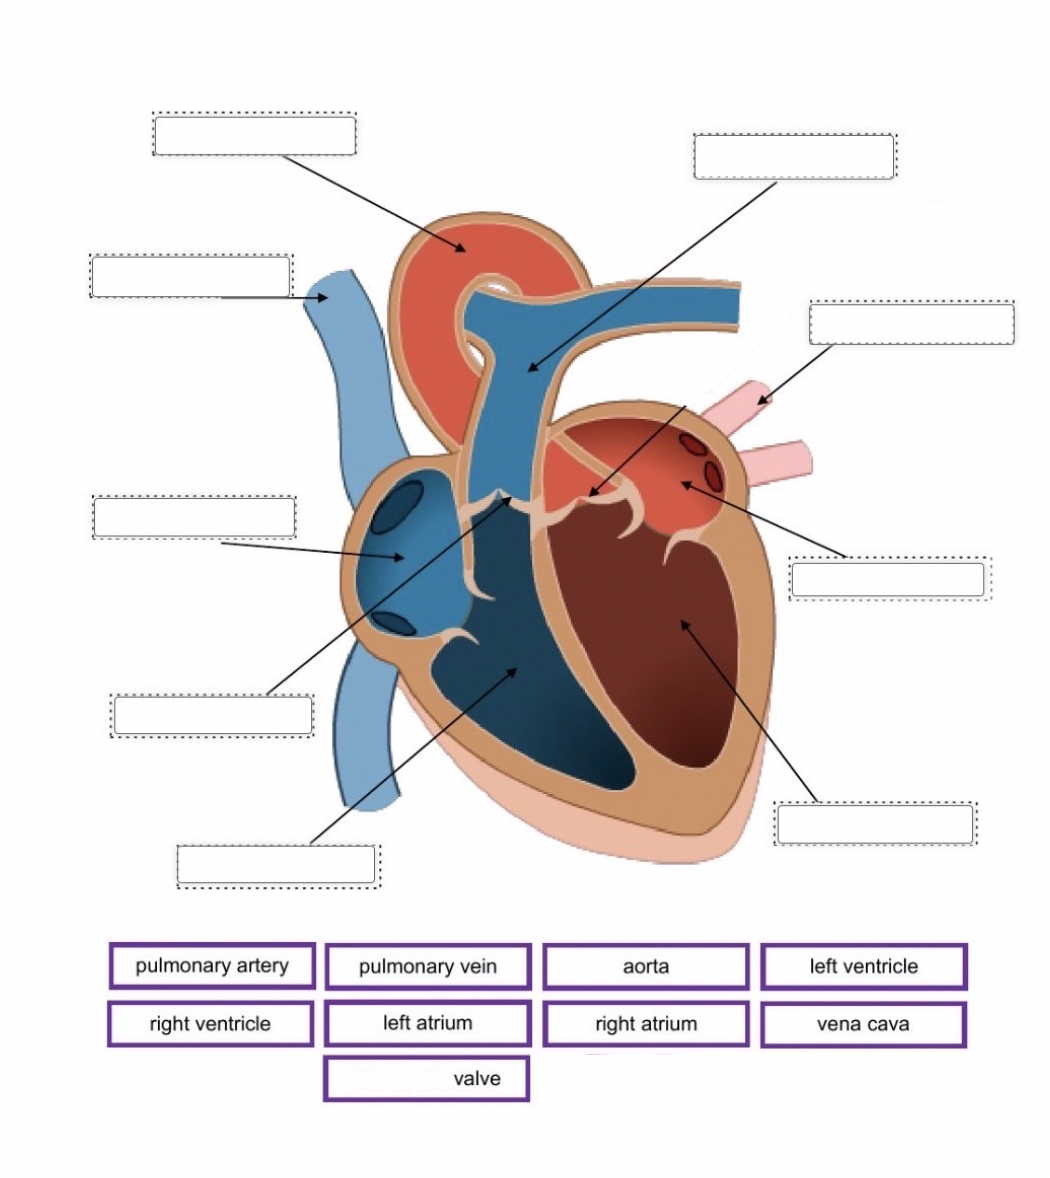 pulmonary artery
pulmonary vein
aorta
left ventricle
right ventricle
left atrium
right atrium
vena cava
valve